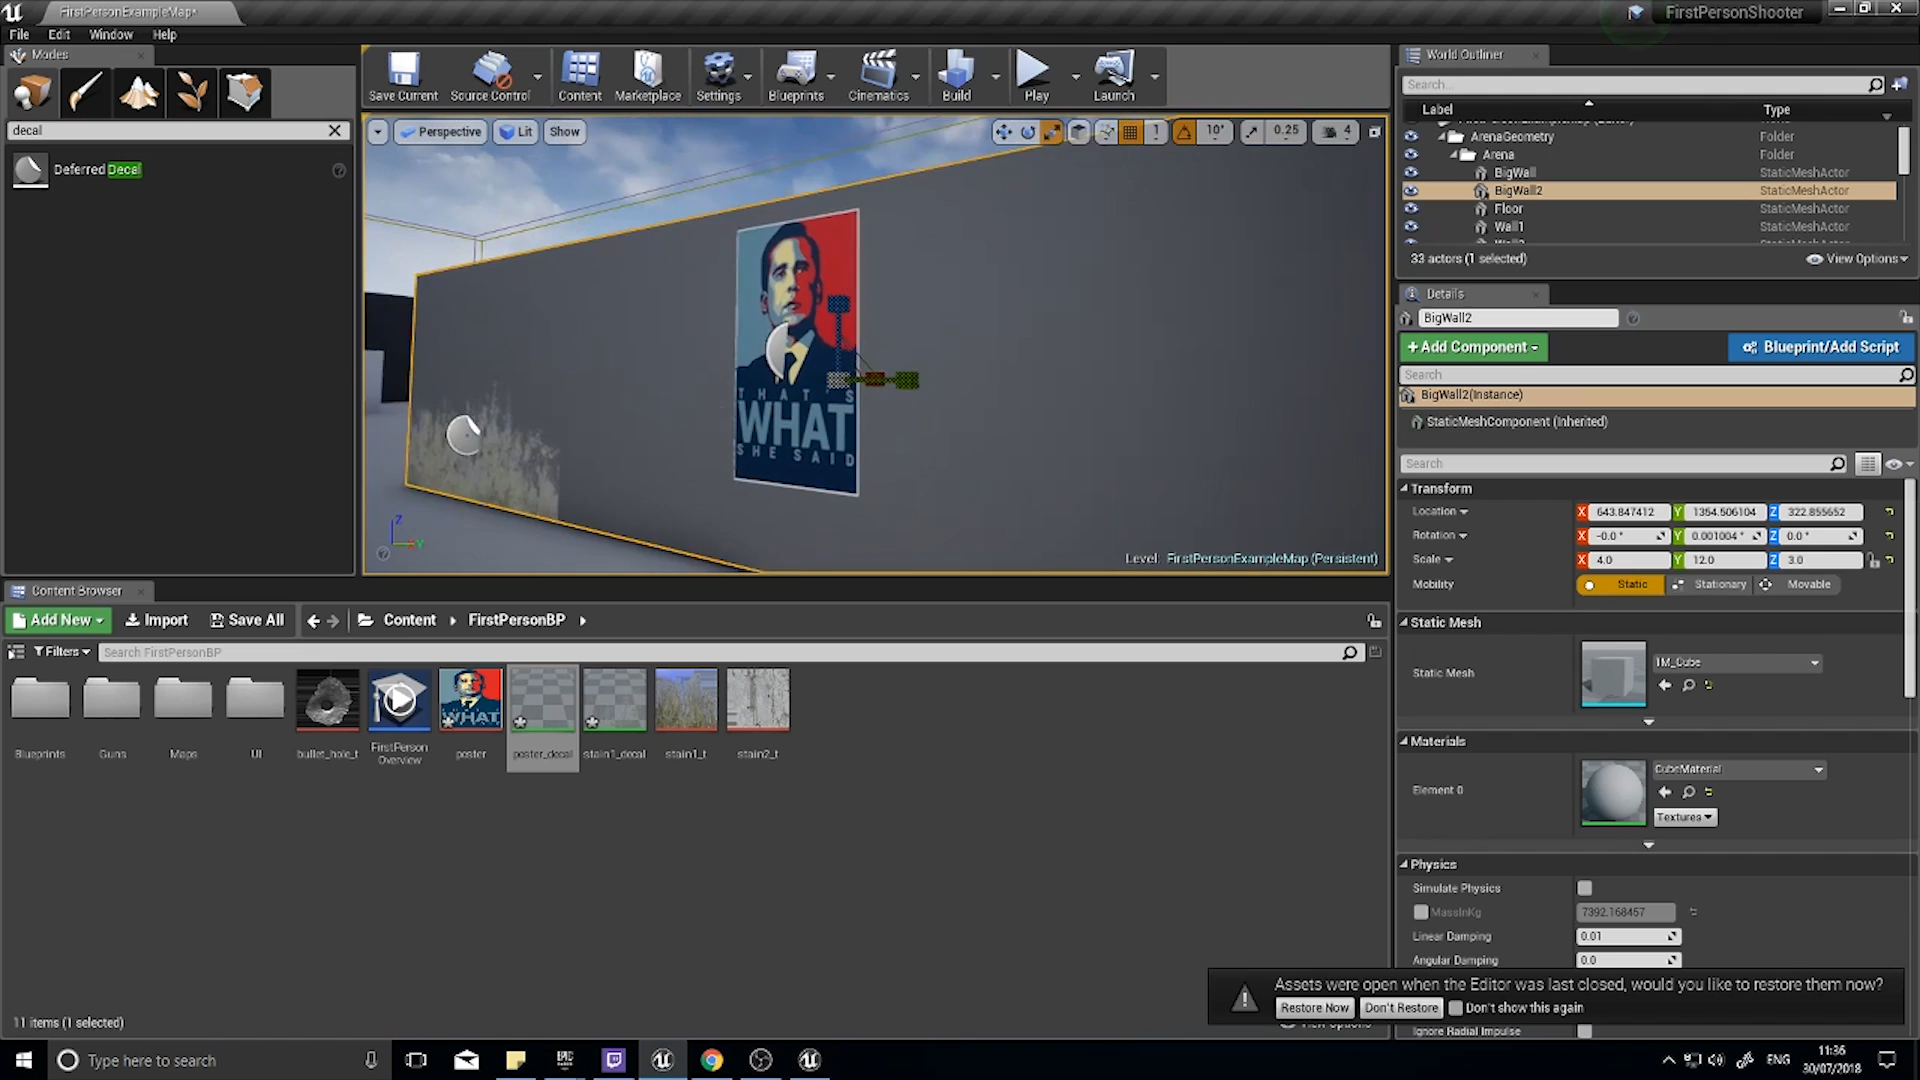 FirstPersonExampleMap*
FirstPersonShooter
File Edit Window Help
Modes
decal
Deferred Decal
Save Current
Source Control
Content
Marketplace
Settings
Blueprints
Cinematics
Build
Play
Launch
Perspective
Lit
Show
1
10°
0.25
4
THAT'S
WHAT
SHE SAID
Z
Y
Level: FirstPersonExampleMap (Persistent)
World Outliner
Search...
Label Type
ArenaGeometry Folder
Arena Folder
BigWall StaticMeshActor
BigWall2 StaticMeshActor
Floor StaticMeshActor
Wall1 StaticMeshActor
33 actors (1 selected)
View Options
Details
BigWall2
+Add Component
Blueprint/Add Script
Search
BigWall2(Instance)
StaticMeshComponent (Inherited)
Search
Transform
Location X 643.847412 Y 1354.506104 Z 322.855652
Rotation X -0.0 ° Y 0.001004 ° Z 0.0 °
Scale X 4.0 Y 12.0 Z 3.0
Mobility Static Stationary Movable
Static Mesh
Static Mesh 1M_Cube
Materials
Element 0 CubeMaterial
Textures
Physics
Simulate Physics
MassInKg 7392.168457
Linear Damping 0.01
Angular Damping 0.0
Ignore Radial Impulse
Content Browser
Add New
Import
Save All
Content
FirstPersonBP
Filters
Search FirstPersonBP
Blueprints
Guns
Maps
UI
bullet_hole_t
FirstPerson
Overview
poster
poster_decal
stain1_decal
stain1_t
stain2_t
11 items (1 selected)
View Options
Assets were open when the Editor was last closed, would you like to restore them now?
Restore Now
Don't Restore
Don't show this again
Type here to search
EPIC
ENG
11:36
30/07/2018